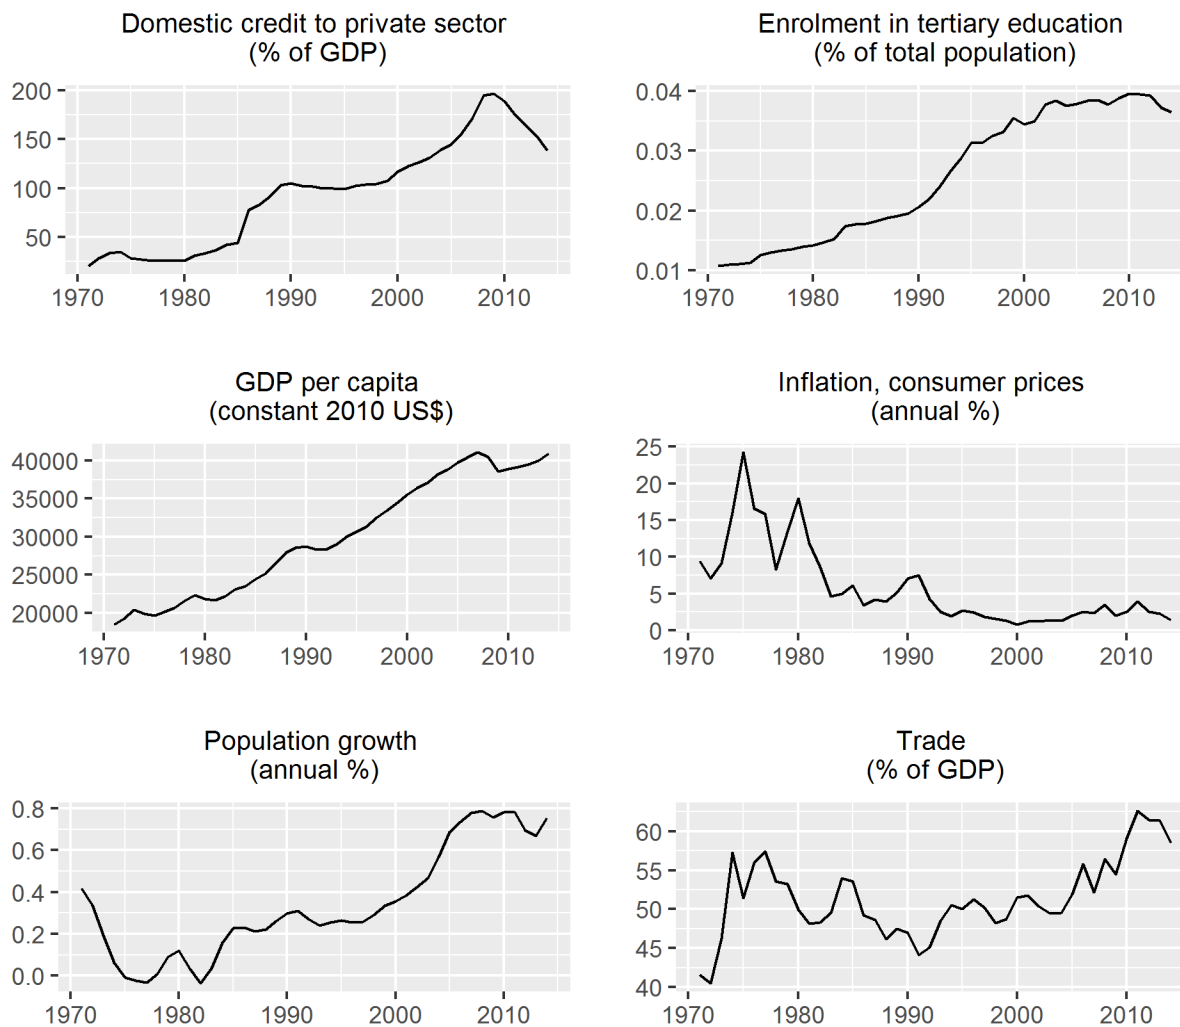 Domestic credit to private sector
(% of GDP)
200
150
100
50
1970 1980 1990 2000 2010
Enrolment in tertiary education
(% of total population)
0.04
0.03
0.02
0.01
1970 1980 1990 2000 2010
GDP per capita
(constant 2010 US$)
40000
35000
30000
25000
20000
1970 1980 1990 2000 2010
Inflation, consumer prices
(annual %)
25
20
15
10
5
0
1970 1980 1990 2000 2010
Population growth
(annual %)
0.8
0.6
0.4
0.2
0.0
1970 1980 1990 2000 2010
Trade
(% of GDP)
60
55
50
45
40
1970 1980 1990 2000 2010